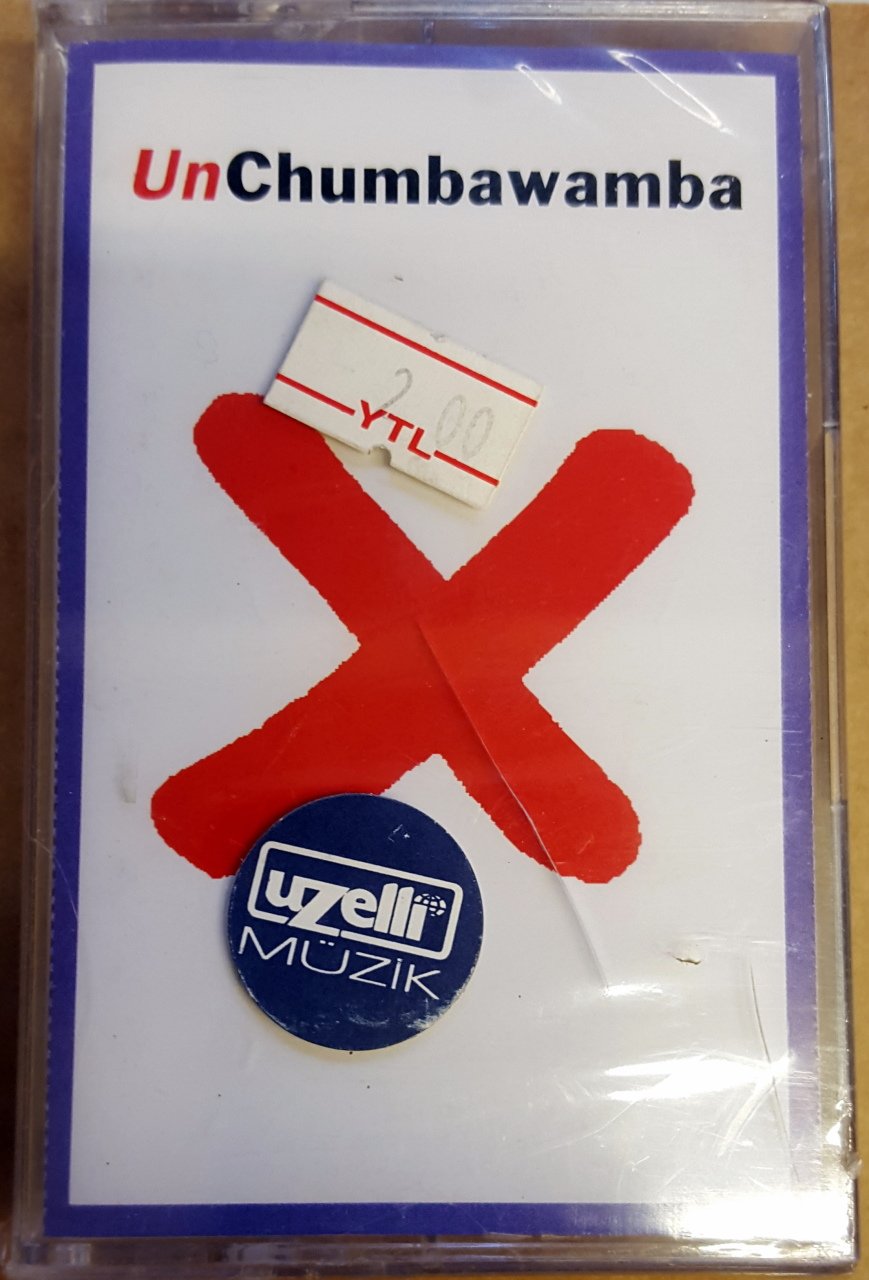 UnChumbawamba
2.00
YTL
uzelli
MÜZİK